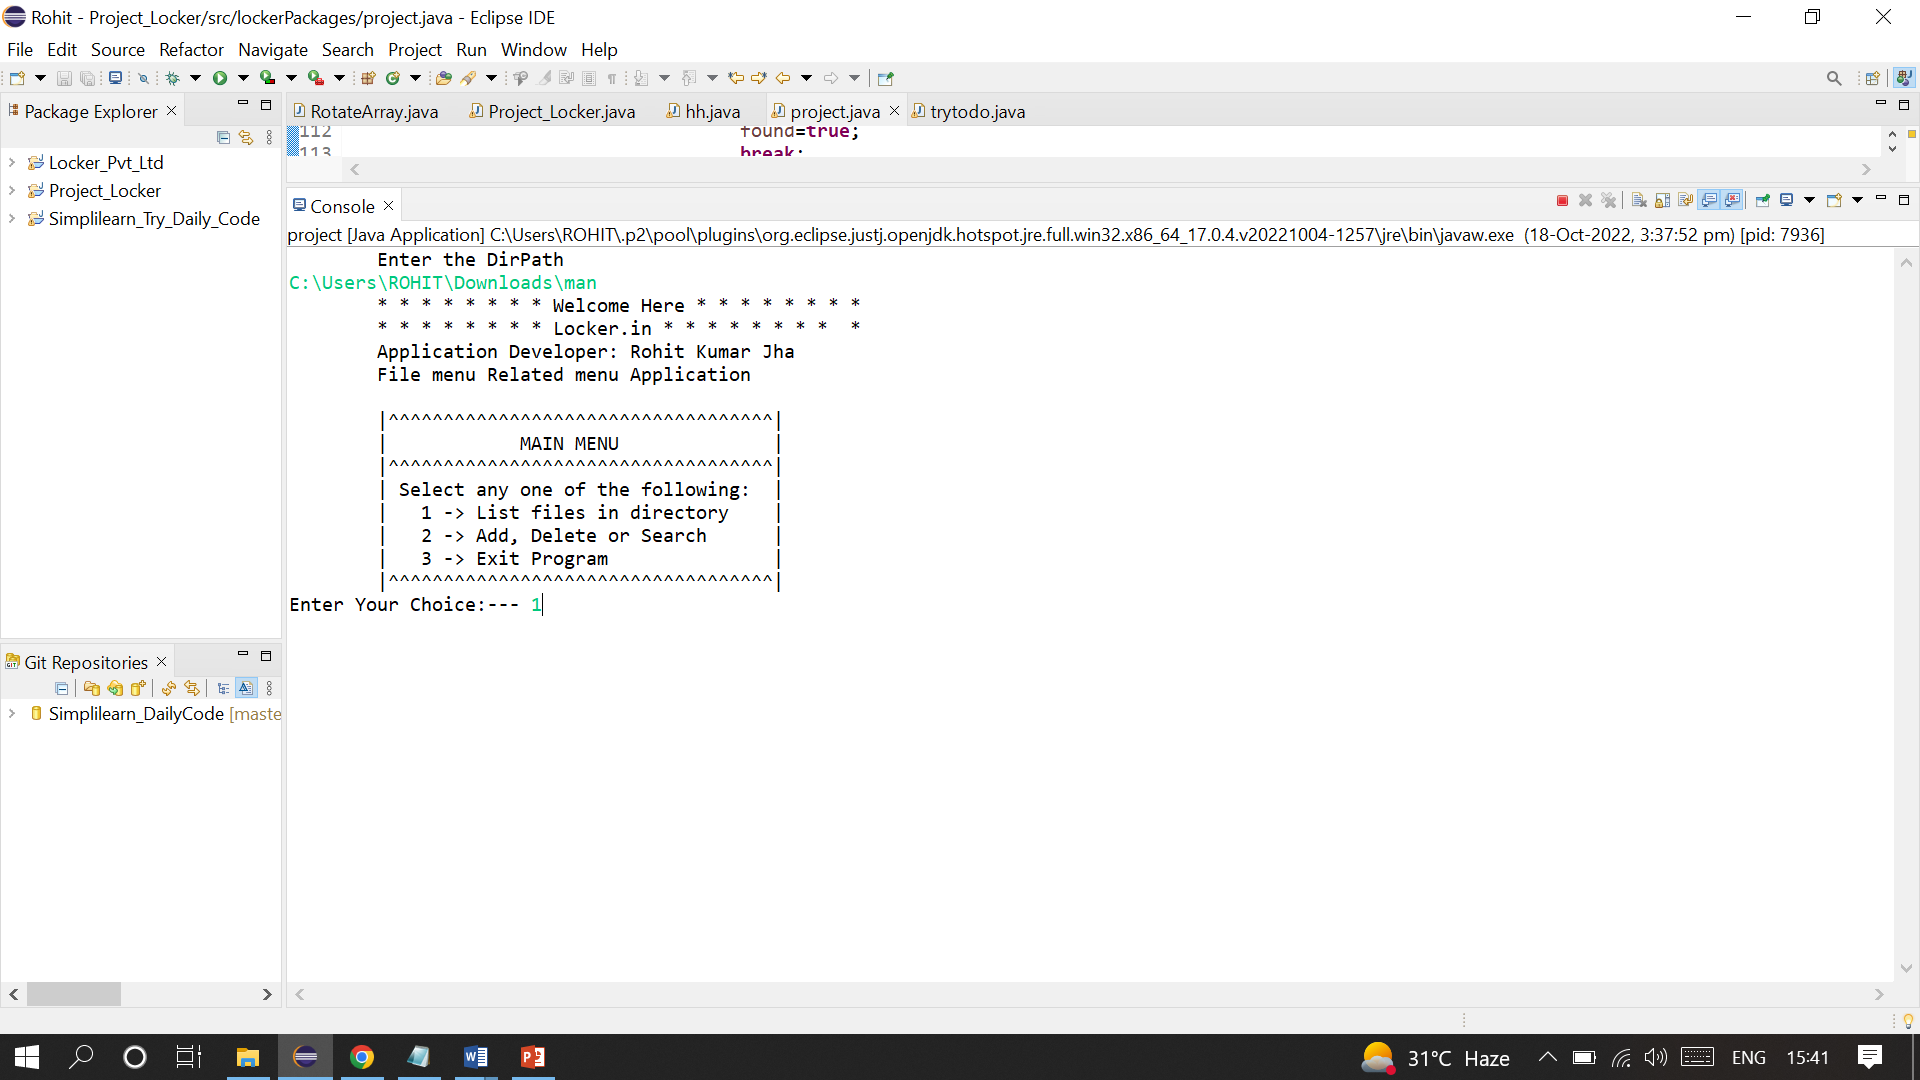 Rohit - Project_Locker/src/lockerPackages/project.java - Eclipse IDE
File Edit Source Refactor Navigate Search Project Run Window Help
Package Explorer
RotateArray.java Project_Locker.java hh.java project.java trytodo.java
112 found=true;
113 break;
Locker_Pvt_Ltd
Project_Locker
Simplilearn_Try_Daily_Code
Console
project [Java Application] C:\Users\ROHIT\.p2\pool\plugins\org.eclipse.justj.openjdk.hotspot.jre.full.win32.x86_64_17.0.4.v20221004-1257\jre\bin\javaw.exe (18-Oct-2022, 3:37:52 pm) [pid: 7936]
Enter the DirPath
C:\Users\ROHIT\Downloads\man
* * * * * * * * Welcome Here * * * * * * * *
* * * * * * * * Locker.in * * * * * * * *  *
Application Developer: Rohit Kumar Jha
File menu Related menu Application
|^^^^^^^^^^^^^^^^^^^^^^^^^^^^^^^^^^^|
| MAIN MENU |
|^^^^^^^^^^^^^^^^^^^^^^^^^^^^^^^^^^^|
| Select any one of the following: |
| 1 -> List files in directory |
| 2 -> Add, Delete or Search |
| 3 -> Exit Program |
|^^^^^^^^^^^^^^^^^^^^^^^^^^^^^^^^^^^|
Enter Your Choice:--- 1
Git Repositories
Simplilearn_DailyCode [maste
31°C Haze ENG 15:41